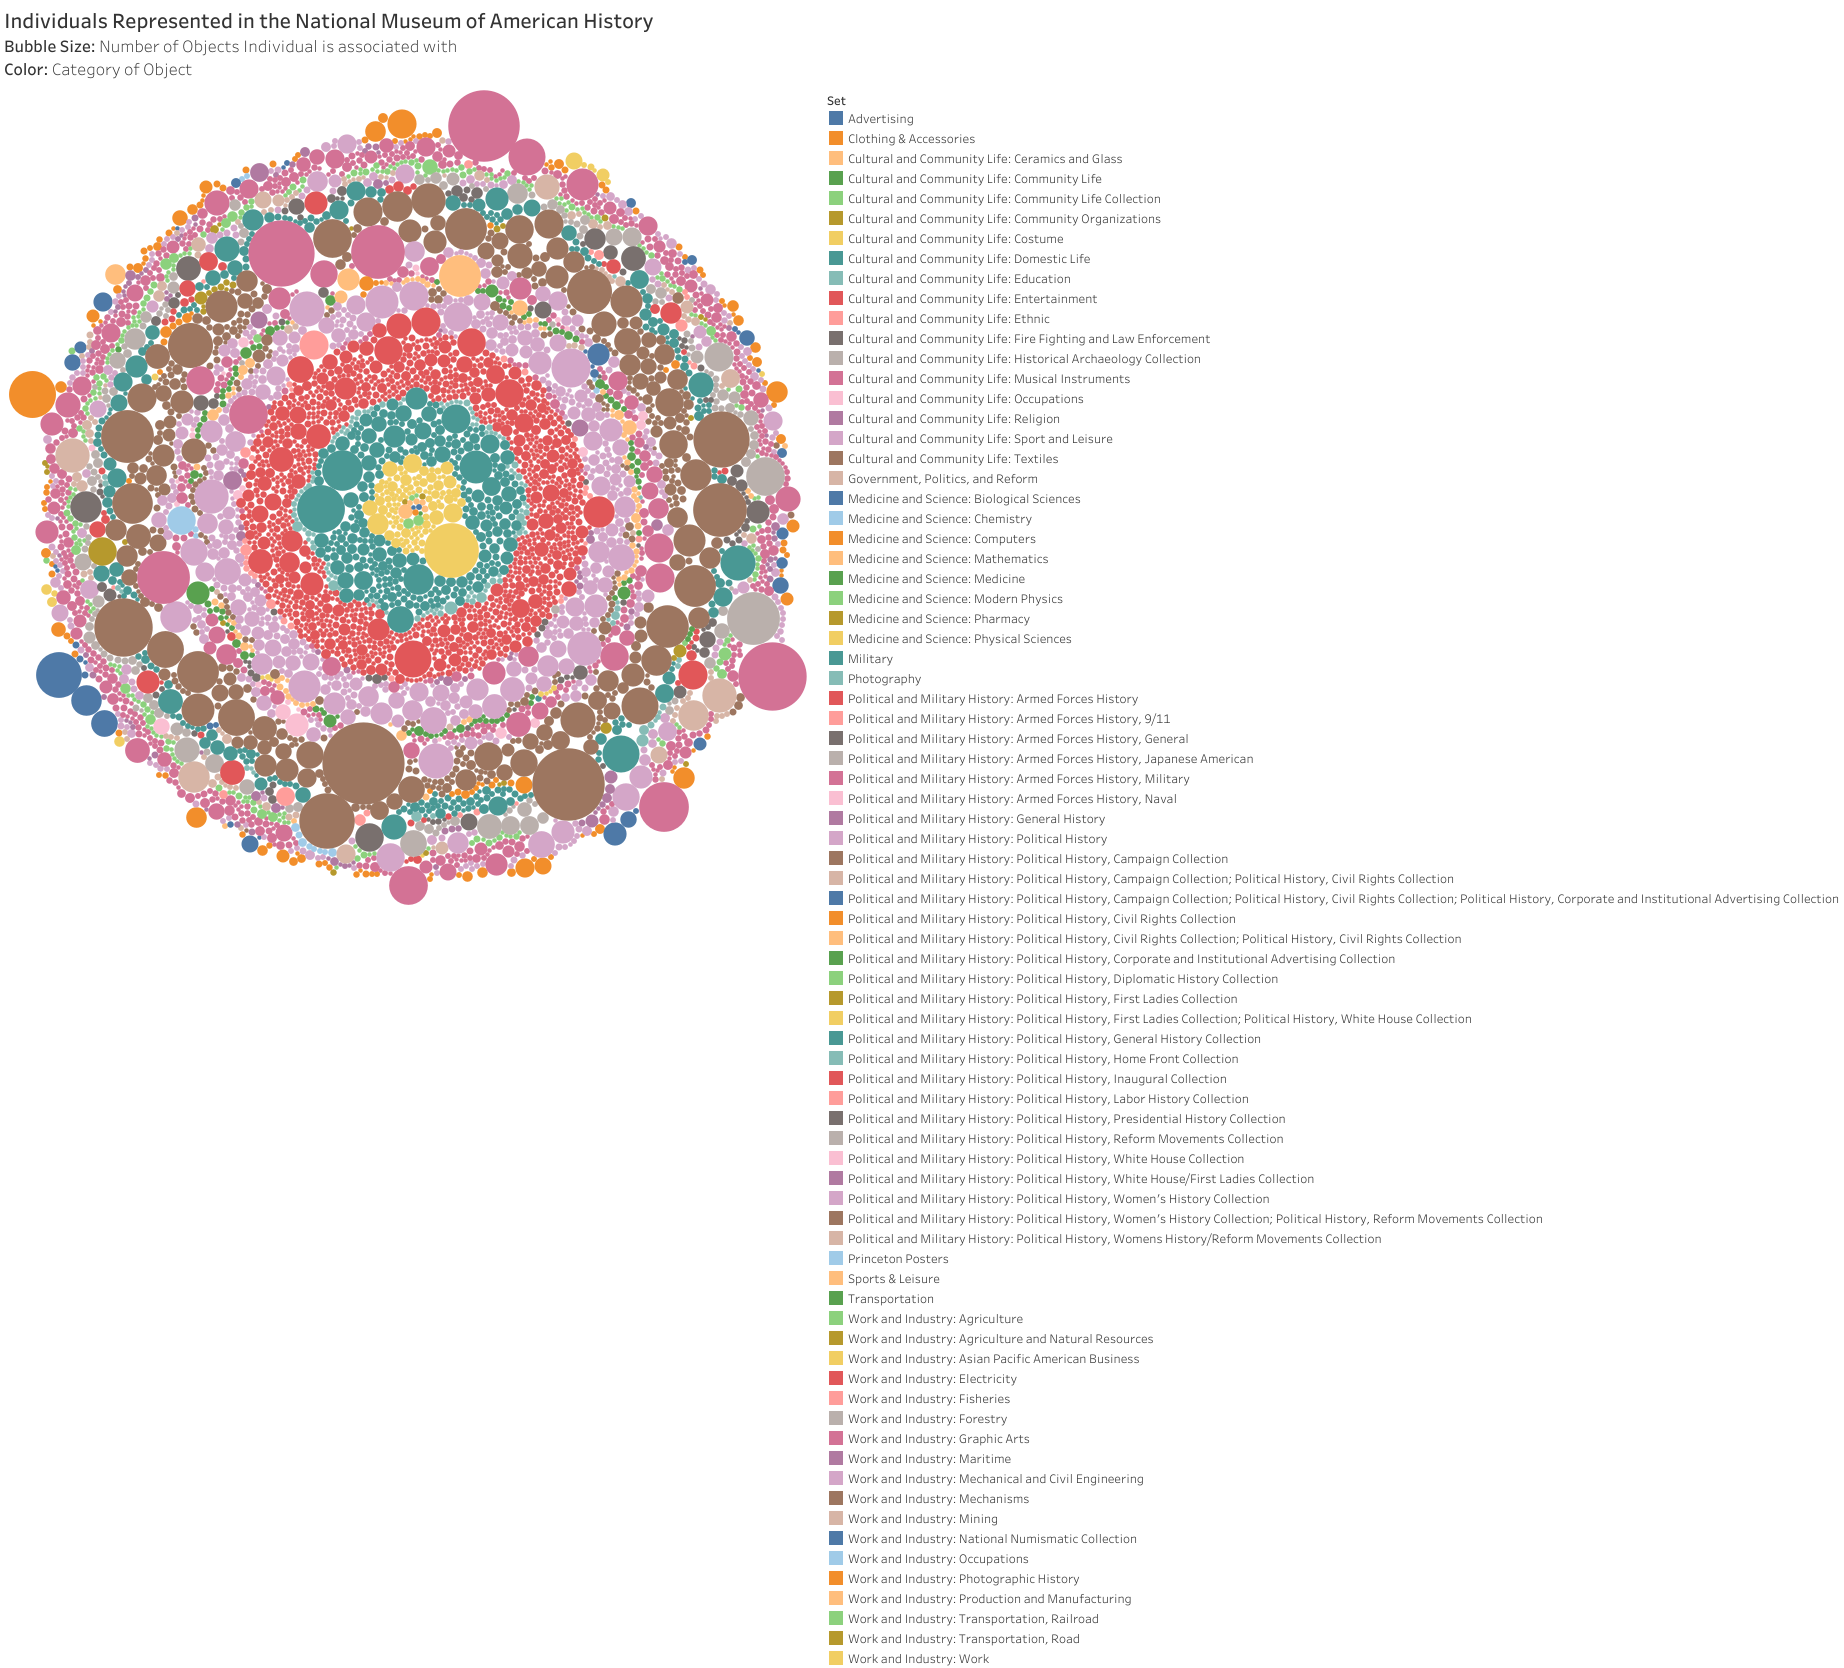 Individuals Represented in the National Museum of American History
Bubble Size: Number of Objects Individual is associated with
Color: Category of Object
Set
Advertising
Clothing & Accessories
Cultural and Community Life: Ceramics and Glass
Cultural and Community Life: Community Life
Cultural and Community Life: Community Life Collection
Cultural and Community Life: Community Organizations
Cultural and Community Life: Costume
Cultural and Community Life: Domestic Life
Cultural and Community Life: Education
Cultural and Community Life: Entertainment
Cultural and Community Life: Ethnic
Cultural and Community Life: Fire Fighting and Law Enforcement
Cultural and Community Life: Historical Archaeology Collection
Cultural and Community Life: Musical Instruments
Cultural and Community Life: Occupations
Cultural and Community Life: Religion
Cultural and Community Life: Sport and Leisure
Cultural and Community Life: Textiles
Government, Politics, and Reform
Medicine and Science: Biological Sciences
Medicine and Science: Chemistry
Medicine and Science: Computers
Medicine and Science: Mathematics
Medicine and Science: Medicine
Medicine and Science: Modern Physics
Medicine and Science: Pharmacy
Medicine and Science: Physical Sciences
Military
Photography
Political and Military History: Armed Forces History
Political and Military History: Armed Forces History, 9/11
Political and Military History: Armed Forces History, General
Political and Military History: Armed Forces History, Japanese American
Political and Military History: Armed Forces History, Military
Political and Military History: Armed Forces History, Naval
Political and Military History: General History
Political and Military History: Political History
Political and Military History: Political History, Campaign Collection
Political and Military History: Political History, Campaign Collection; Political History, Civil Rights Collection
Political and Military History: Political History, Campaign Collection; Political History, Civil Rights Collection; Political History, Corporate and Institutional Advertising Collection
Political and Military History: Political History, Civil Rights Collection
Political and Military History: Political History, Civil Rights Collection; Political History, Civil Rights Collection
Political and Military History: Political History, Corporate and Institutional Advertising Collection
Political and Military History: Political History, Diplomatic History Collection
Political and Military History: Political History, First Ladies Collection
Political and Military History: Political History, First Ladies Collection; Political History, White House Collection
Political and Military History: Political History, General History Collection
Political and Military History: Political History, Home Front Collection
Political and Military History: Political History, Inaugural Collection
Political and Military History: Political History, Labor History Collection
Political and Military History: Political History, Presidential History Collection
Political and Military History: Political History, Reform Movements Collection
Political and Military History: Political History, White House Collection
Political and Military History: Political History, White House/First Ladies Collection
Political and Military History: Political History, Women's History Collection
Political and Military History: Political History, Women's History Collection; Political History, Reform Movements Collection
Political and Military History: Political History, Womens History/Reform Movements Collection
Princeton Posters
Sports & Leisure
Transportation
Work and Industry: Agriculture
Work and Industry: Agriculture and Natural Resources
Work and Industry: Asian Pacific American Business
Work and Industry: Electricity
Work and Industry: Fisheries
Work and Industry: Forestry
Work and Industry: Graphic Arts
Work and Industry: Maritime
Work and Industry: Mechanical and Civil Engineering
Work and Industry: Mechanisms
Work and Industry: Mining
Work and Industry: National Numismatic Collection
Work and Industry: Occupations
Work and Industry: Photographic History
Work and Industry: Production and Manufacturing
Work and Industry: Transportation, Railroad
Work and Industry: Transportation, Road
Work and Industry: Work